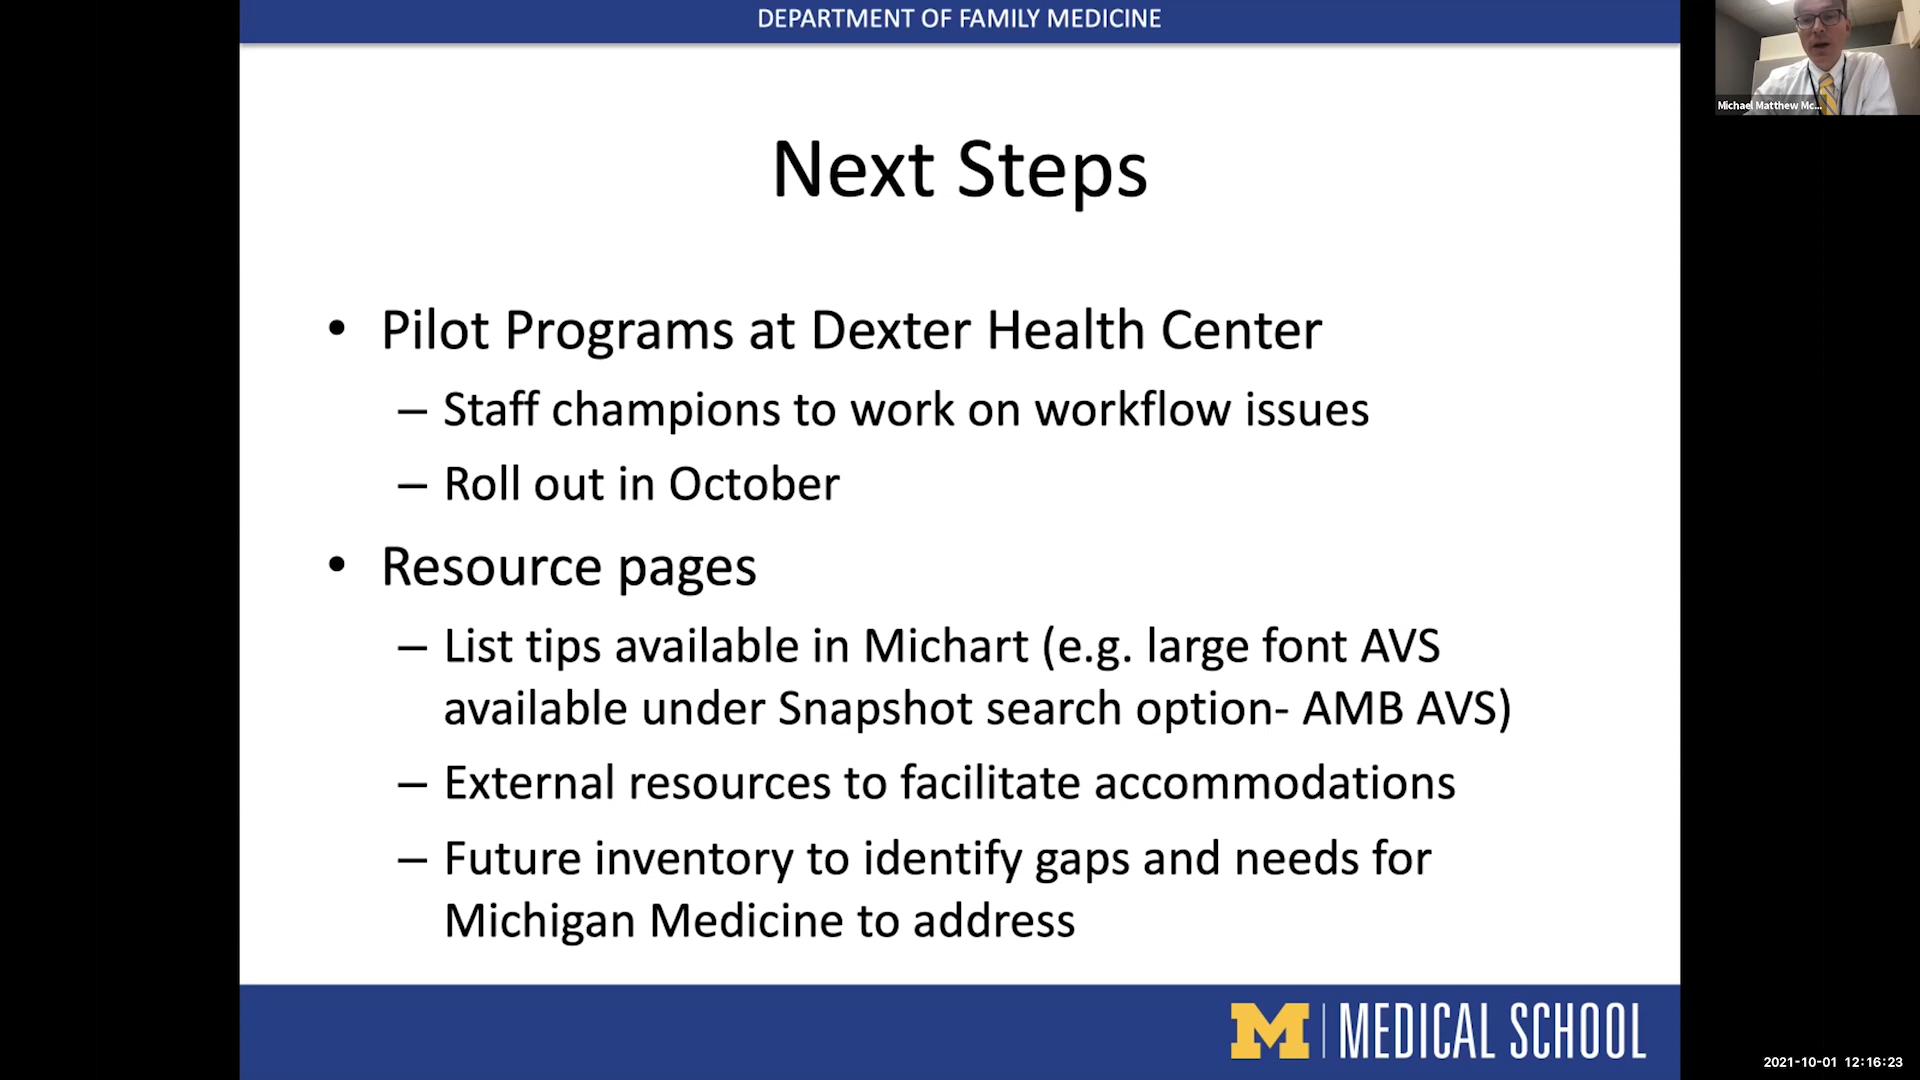 DEPARTMENT OF FAMILY MEDICINE
Michael Matthew Mc...
Next Steps
• Pilot Programs at Dexter Health Center
– Staff champions to work on workflow issues
– Roll out in October
• Resource pages
– List tips available in Michart (e.g. large font AVS
available under Snapshot search option- AMB AVS)
– External resources to facilitate accommodations
– Future inventory to identify gaps and needs for
Michigan Medicine to address
M | MEDICAL SCHOOL
2021-10-01 12:16:23